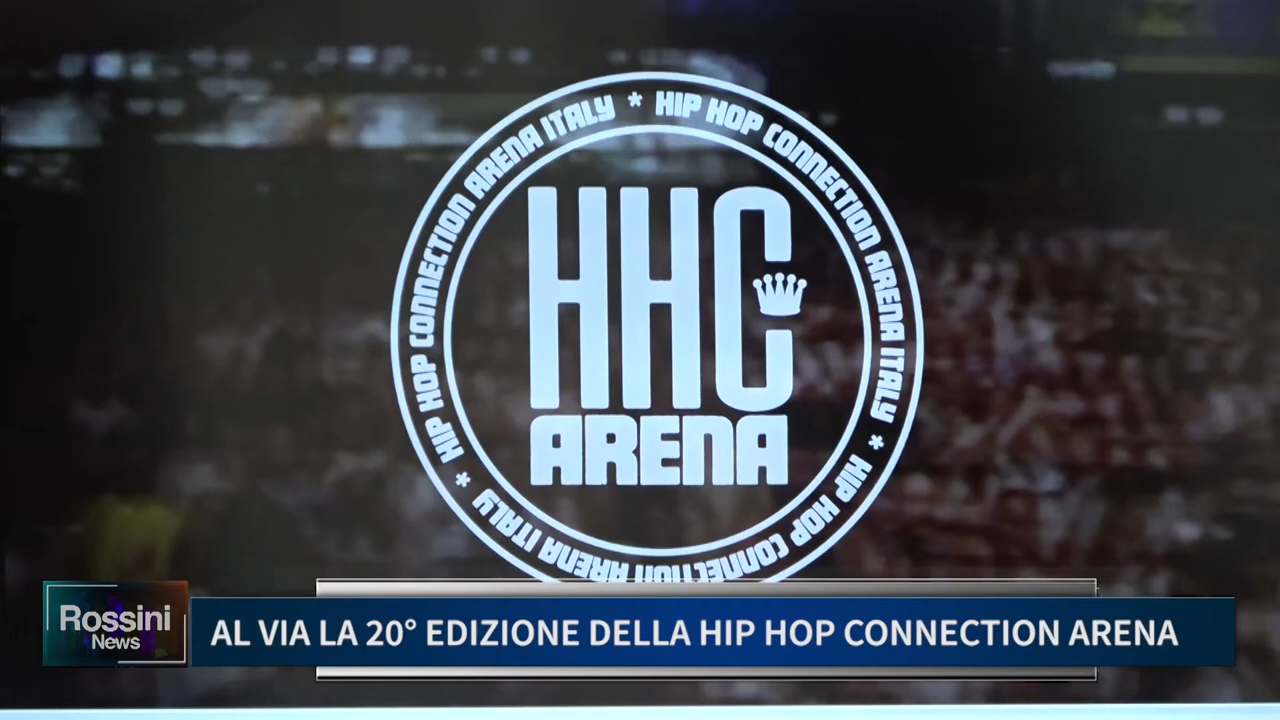 HIP HOP CONNECTION ARENA ITALY * HIP HOP CONNECTION ARENA ITALY * HIP HOP CONNECTION ARENA ITALY *
HHC
ARENA
Rossini
News
AL VIA LA 20° EDIZIONE DELLA HIP HOP CONNECTION ARENA